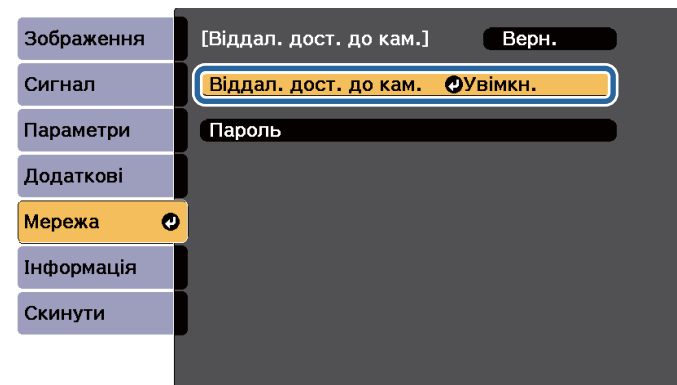 Зображення
Сигнал
Параметри
Додаткові
Мережа
Інформація
Скинути
[Віддал. дост. до кам.] Верн.
Віддал. дост. до кам. Увімкн.
Пароль